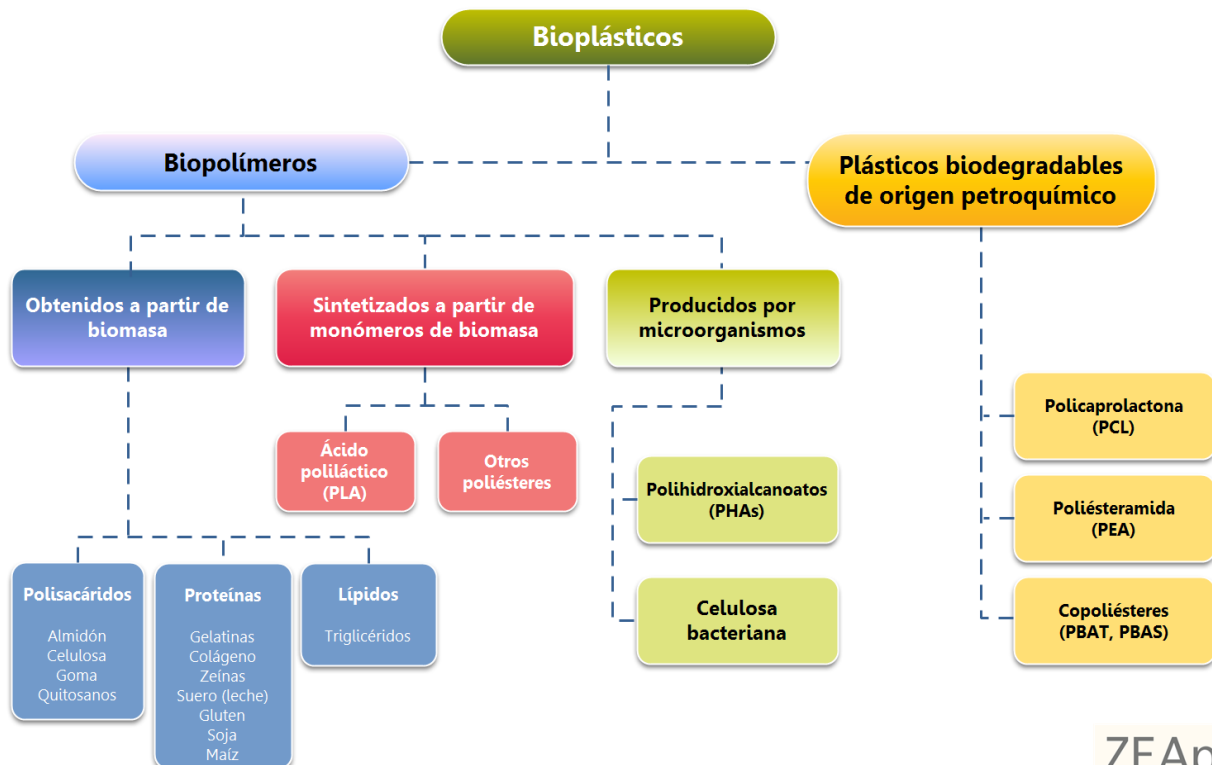 Bioplásticos
Biopolímeros
Plásticos biodegradables
de origen petroquímico
Obtenidos a partir de
biomasa
Sintetizados a partir de
monómeros de biomasa
Producidos por
microorganismos
Ácido
poliláctico
(PLA)
Otros
poliésteres
Polisacáridos
Almidón
Celulosa
Goma
Quitosanos
Proteínas
Gelatinas
Colágeno
Zeínas
Suero (leche)
Gluten
Soja
Maíz
Lípidos
Triglicéridos
Polihidroxialcanoatos
(PHAs)
Celulosa
bacteriana
Policaprolactona
(PCL)
Poliésteramida
(PEA)
Copoliésteres
(PBAT, PBAS)